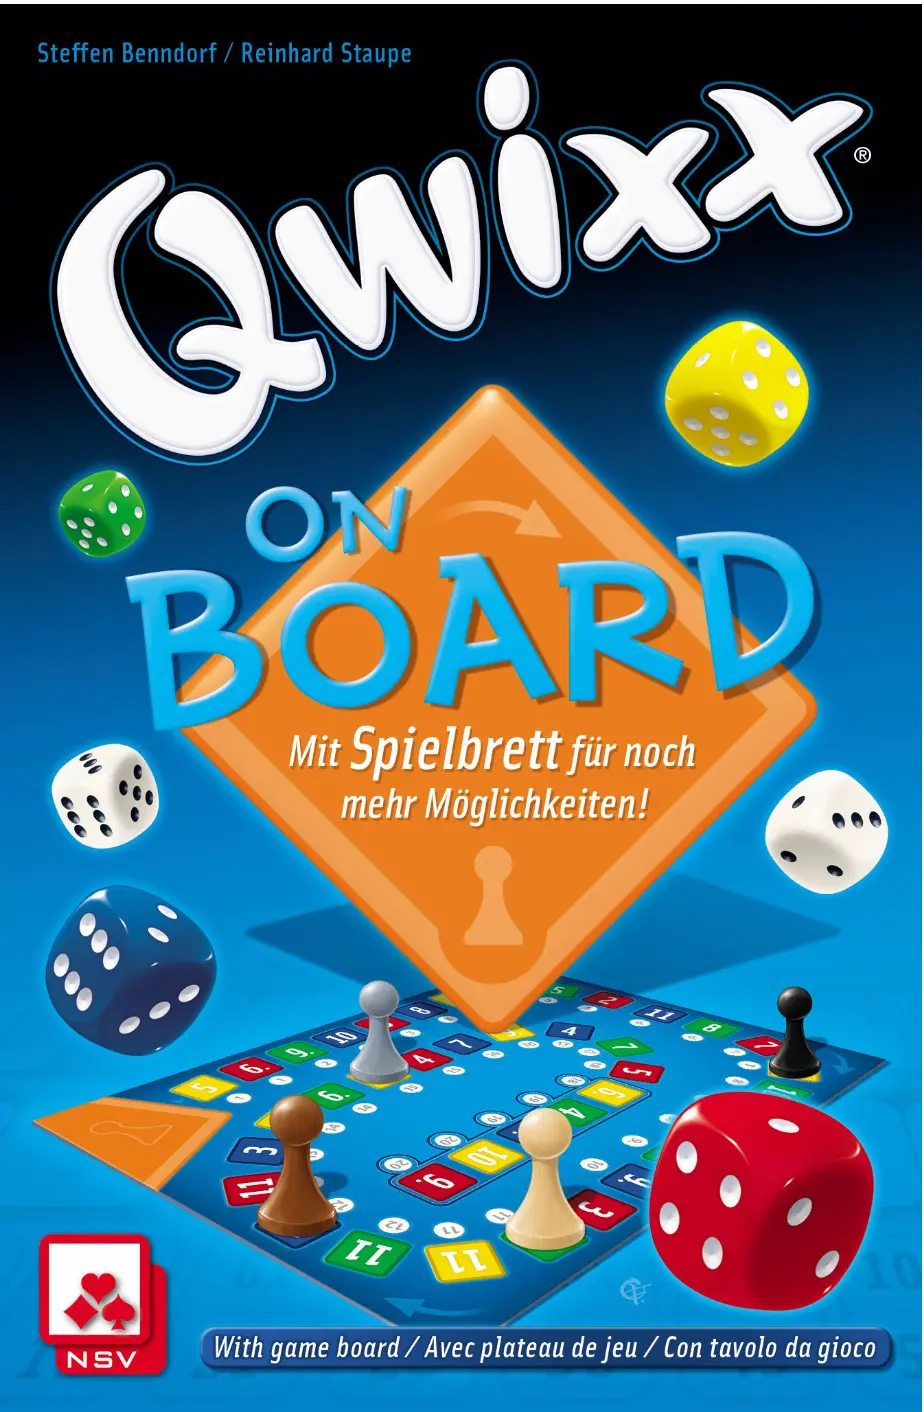 Steffen Benndorf / Reinhard Staupe
Qwixx®
ON
BOARD
Mit Spielbrett für noch
mehr Möglichkeiten!
NSV
With game board / Avec plateau de jeu / Con tavolo da gioco